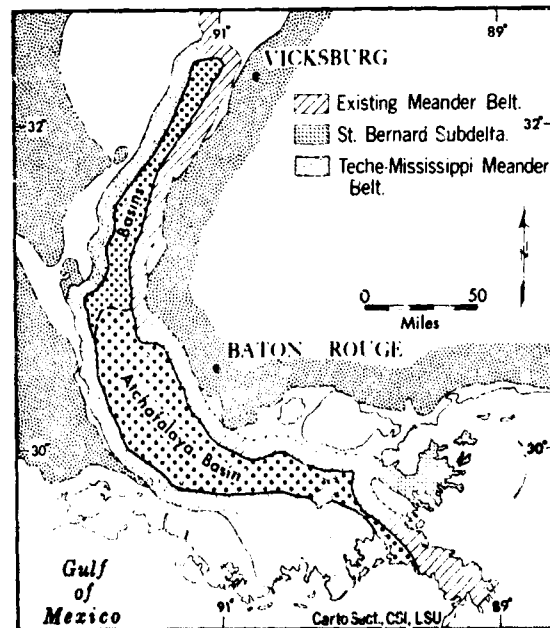 91°
89°
VICKSBURG
Existing Meander Belt.
32
32°
St. Bernard Subdelta.
Teche-Mississippi Meander
Belt.
Basins
N
0 50
Miles
BATON ROUGE
Atchafalaya Basin
30
30°
Gulf
of
Mexico
91°
89°
Carto Sect., CSI, LSU